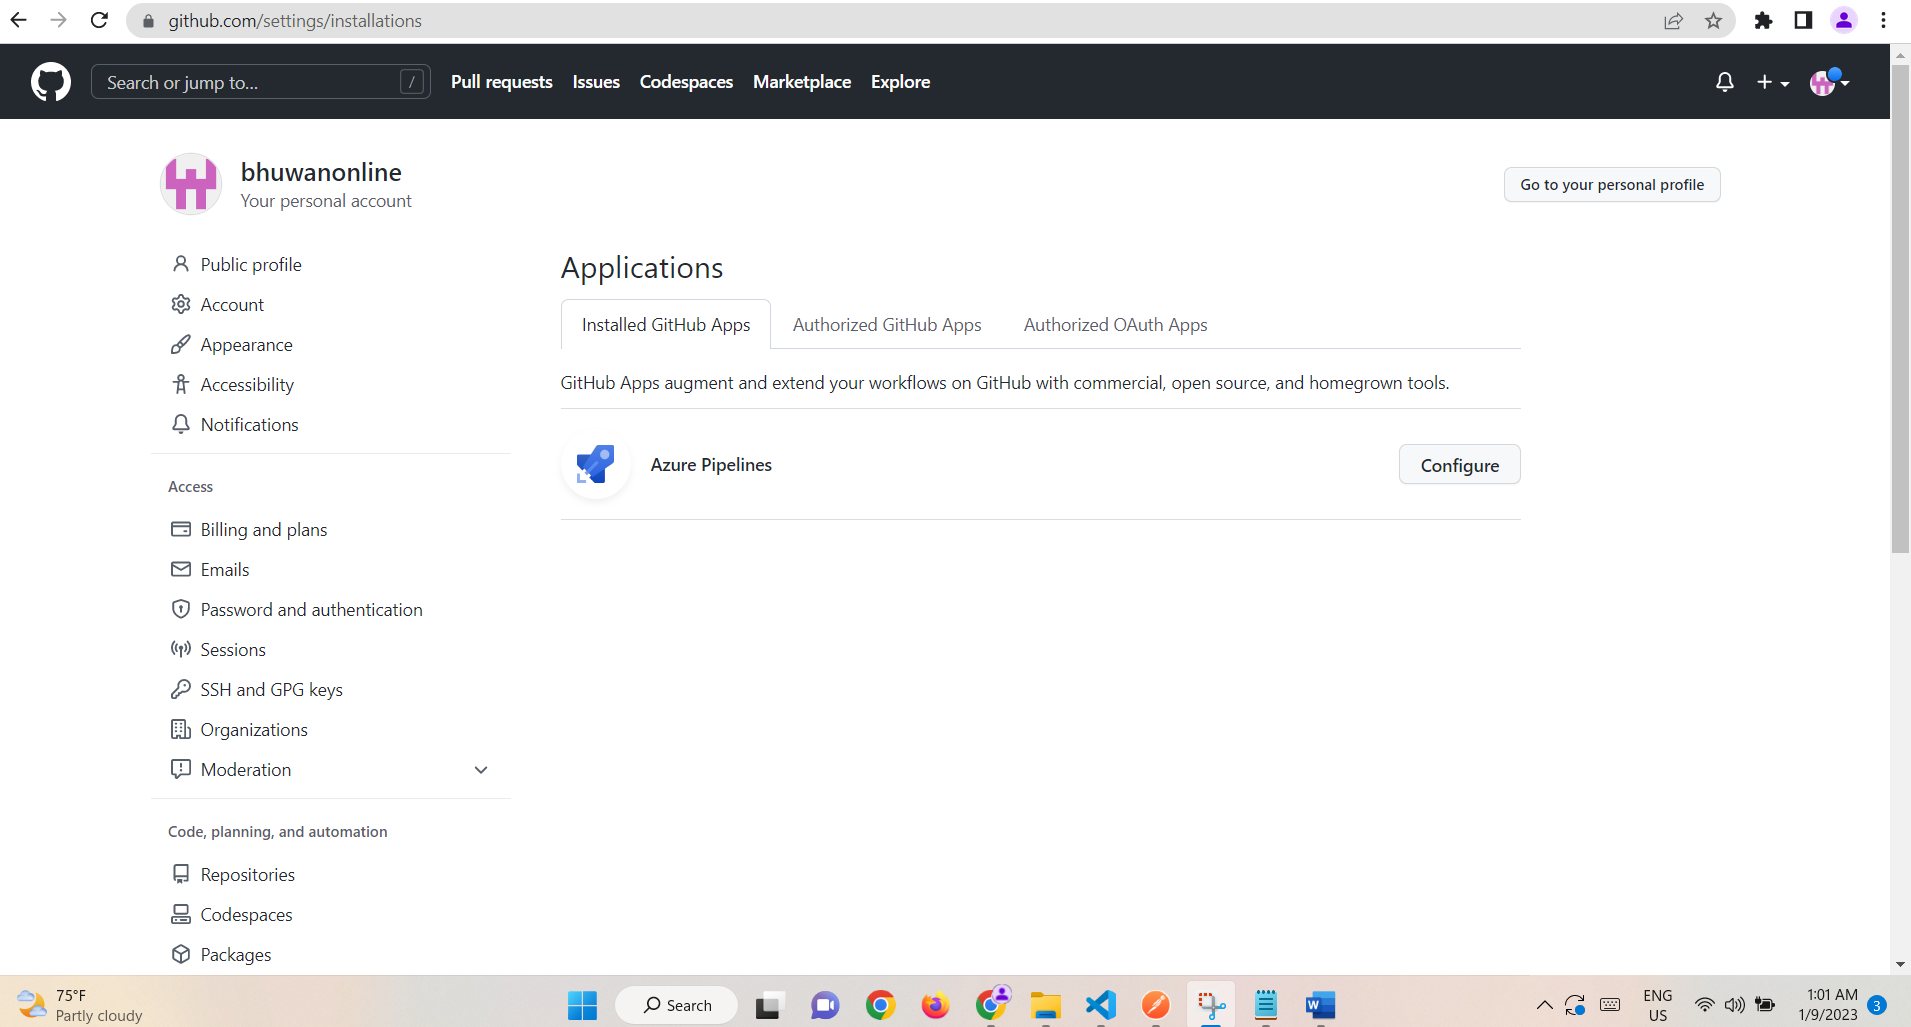 github.com/settings/installations
Search or jump to... /
Pull requests Issues Codespaces Marketplace Explore
bhuwanonline
Your personal account
Go to your personal profile
Public profile
Account
Appearance
Accessibility
Notifications
Access
Billing and plans
Emails
Password and authentication
Sessions
SSH and GPG keys
Organizations
Moderation
Code, planning, and automation
Repositories
Codespaces
Packages
Applications
Installed GitHub Apps Authorized GitHub Apps Authorized OAuth Apps
GitHub Apps augment and extend your workflows on GitHub with commercial, open source, and homegrown tools.
Azure Pipelines
Configure
75°F
Partly cloudy
Search
W
ENG
US
1:01 AM
1/9/2023
3